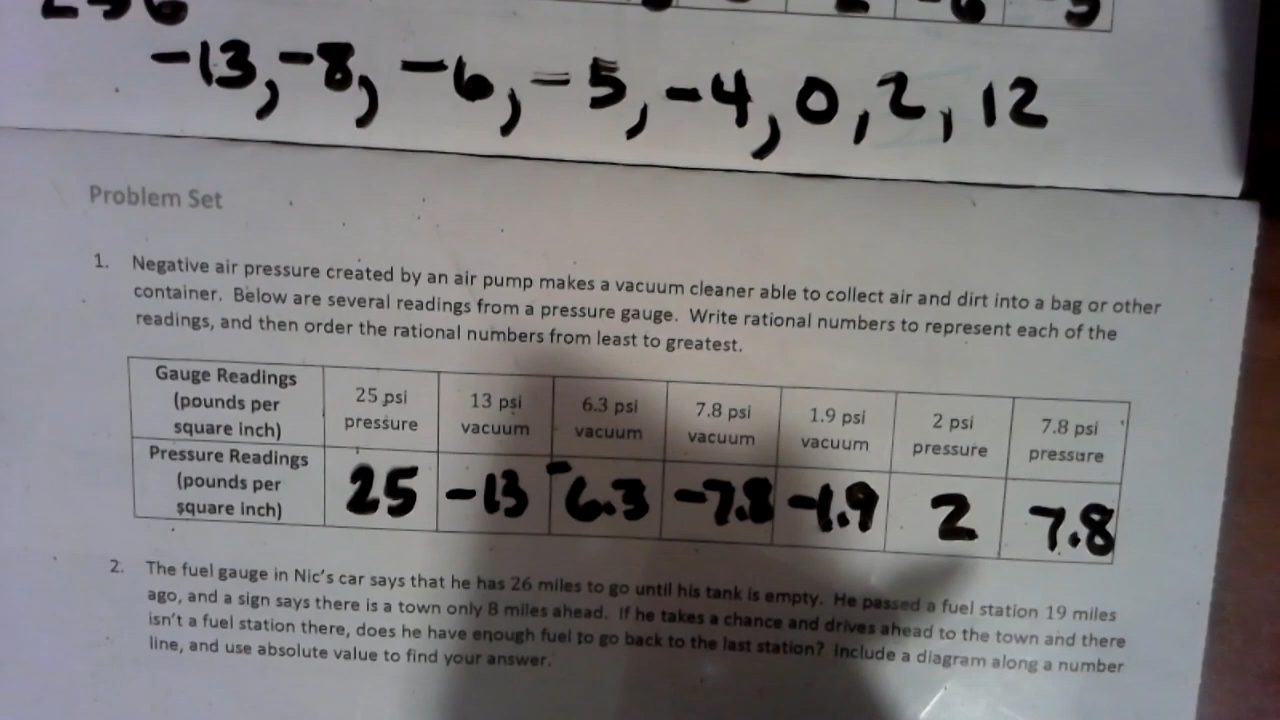 -13, -8, -6, -5, -4, 0, 2, 12
Problem Set
1. Negative air pressure created by an air pump makes a vacuum cleaner able to collect air and dirt into a bag or other
container. Below are several readings from a pressure gauge. Write rational numbers to represent each of the
readings, and then order the rational numbers from least to greatest.
Gauge Readings
(pounds per
square inch)
25 psi
pressure
13 psi
vacuum
6.3 psi
vacuum
7.8 psi
vacuum
1.9 psi
vacuum
2 psi
pressure
7.8 psi
pressure
Pressure Readings
(pounds per
square inch)
25
-13
-6.3
-7.8
-1.9
2
7.8
2. The fuel gauge in Nic's car says that he has 26 miles to go until his tank is empty. He passed a fuel station 19 miles
ago, and a sign says there is a town only 8 miles ahead. If he takes a chance and drives ahead to the town and there
isn't a fuel station there, does he have enough fuel to go back to the last station? Include a diagram along a number
line, and use absolute value to find your answer.